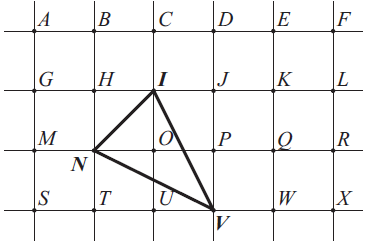 A B C D E F
G H I J K L
M O P Q R
N
S T U W X
V